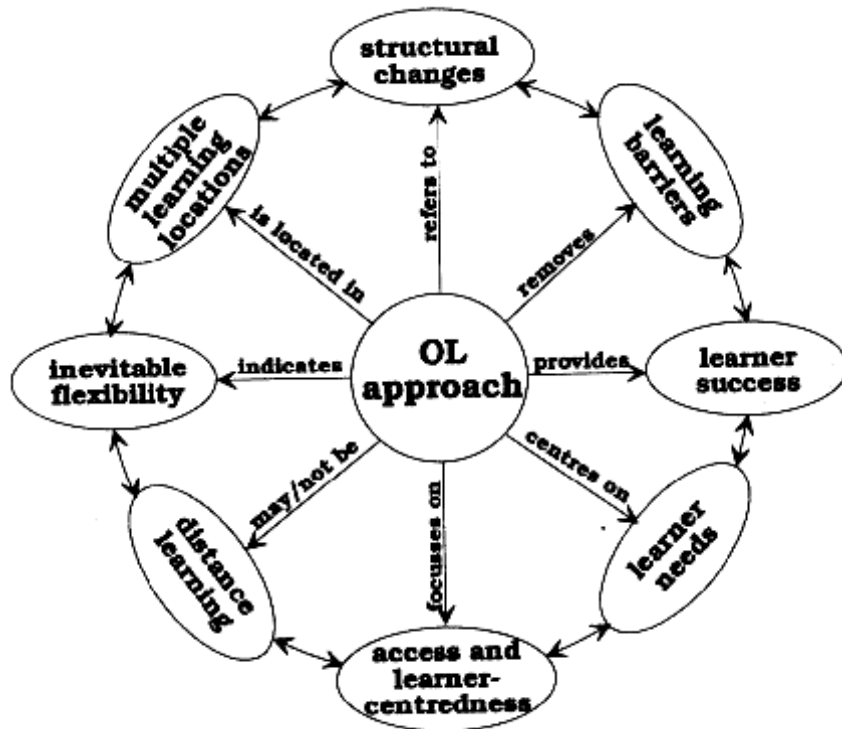 structural
changes
multiple
learning
locations
learning
barriers
refers to
is located in
removes
OL
approach
inevitable
flexibility
indicates
provides
learner
success
may/not be
centres on
focusses on
distance
learning
learner
needs
access and
learner-
centredness